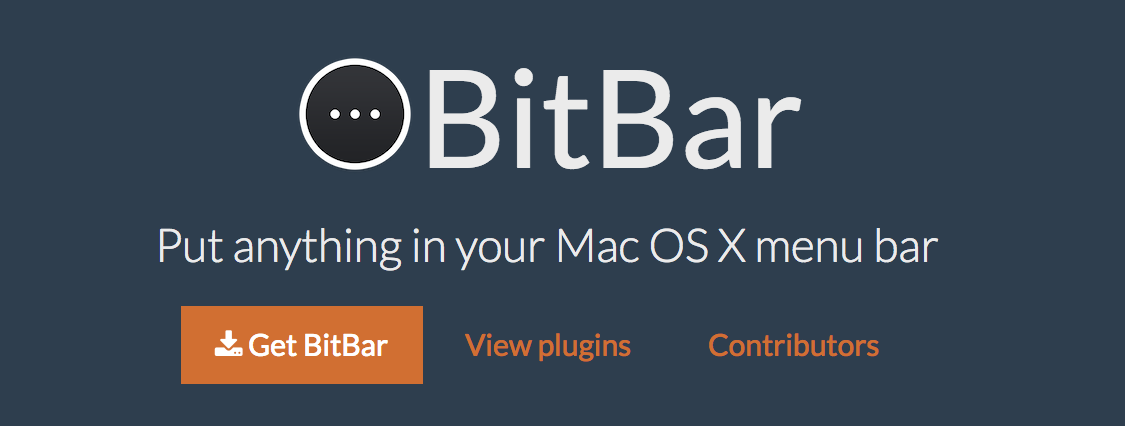 BitBar
Put anything in your Mac OS X menu bar
Get BitBar View plugins Contributors